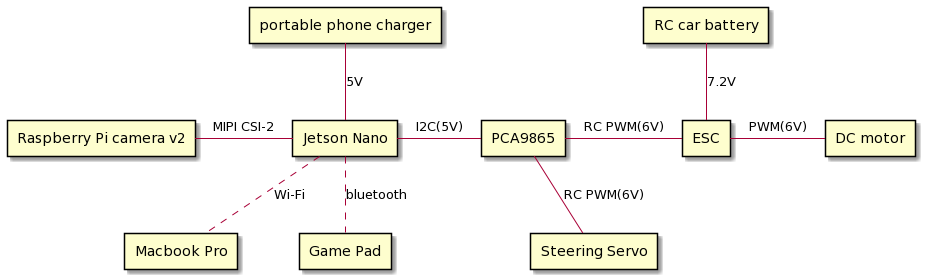 portable phone charger
RC car battery
5V
7.2V
Raspberry Pi camera v2
MIPI CSI-2
Jetson Nano
I2C(5V)
PCA9865
RC PWM(6V)
ESC
PWM(6V)
DC motor
Wi-Fi
bluetooth
RC PWM(6V)
Macbook Pro
Game Pad
Steering Servo